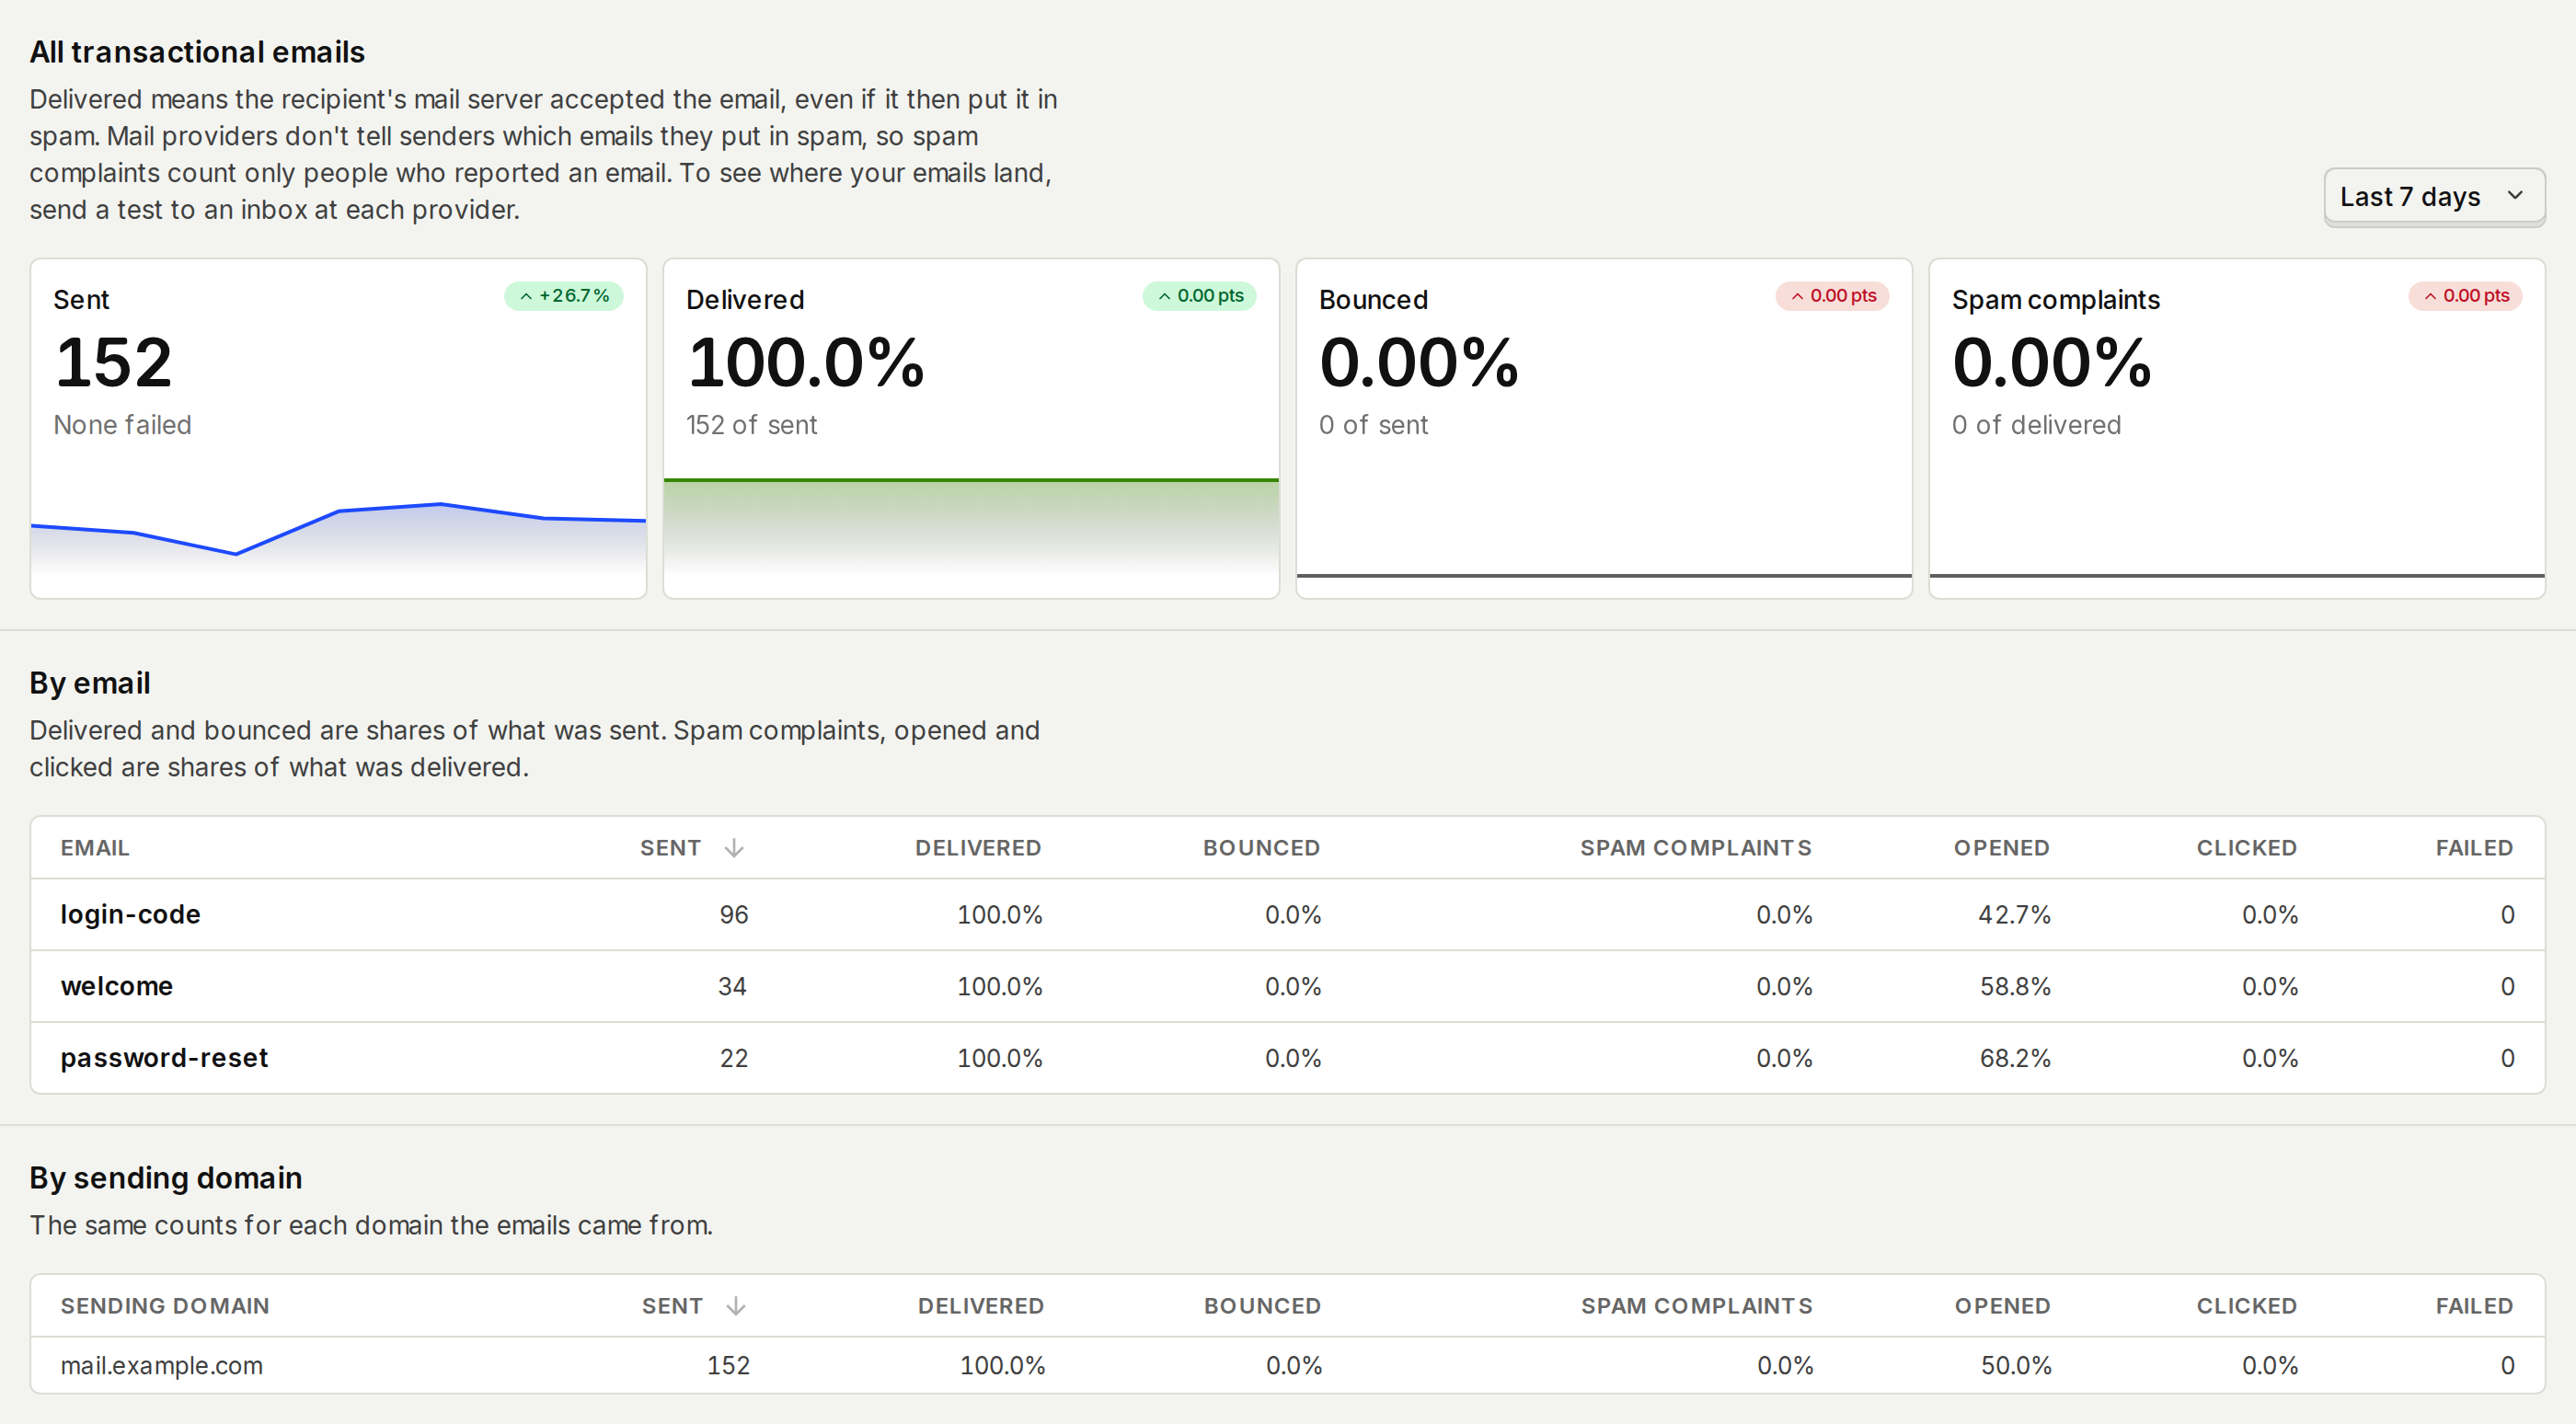 All transactional emails
Delivered means the recipient's mail server accepted the email, even if it then put it in
spam. Mail providers don't tell senders which emails they put in spam, so spam
complaints count only people who reported an email. To see where your emails land,
send a test to an inbox at each provider.
Last 7 days
Sent +26.7%
152
None failed
Delivered 0.00 pts
100.0%
152 of sent
Bounced 0.00 pts
0.00%
0 of sent
Spam complaints 0.00 pts
0.00%
0 of delivered
By email
Delivered and bounced are shares of what was sent. Spam complaints, opened and
clicked are shares of what was delivered.
EMAIL SENT DELIVERED BOUNCED SPAM COMPLAINTS OPENED CLICKED FAILED
login-code 96 100.0% 0.0% 0.0% 42.7% 0.0% 0
welcome 34 100.0% 0.0% 0.0% 58.8% 0.0% 0
password-reset 22 100.0% 0.0% 0.0% 68.2% 0.0% 0
By sending domain
The same counts for each domain the emails came from.
SENDING DOMAIN SENT DELIVERED BOUNCED SPAM COMPLAINTS OPENED CLICKED FAILED
mail.example.com 152 100.0% 0.0% 0.0% 50.0% 0.0% 0